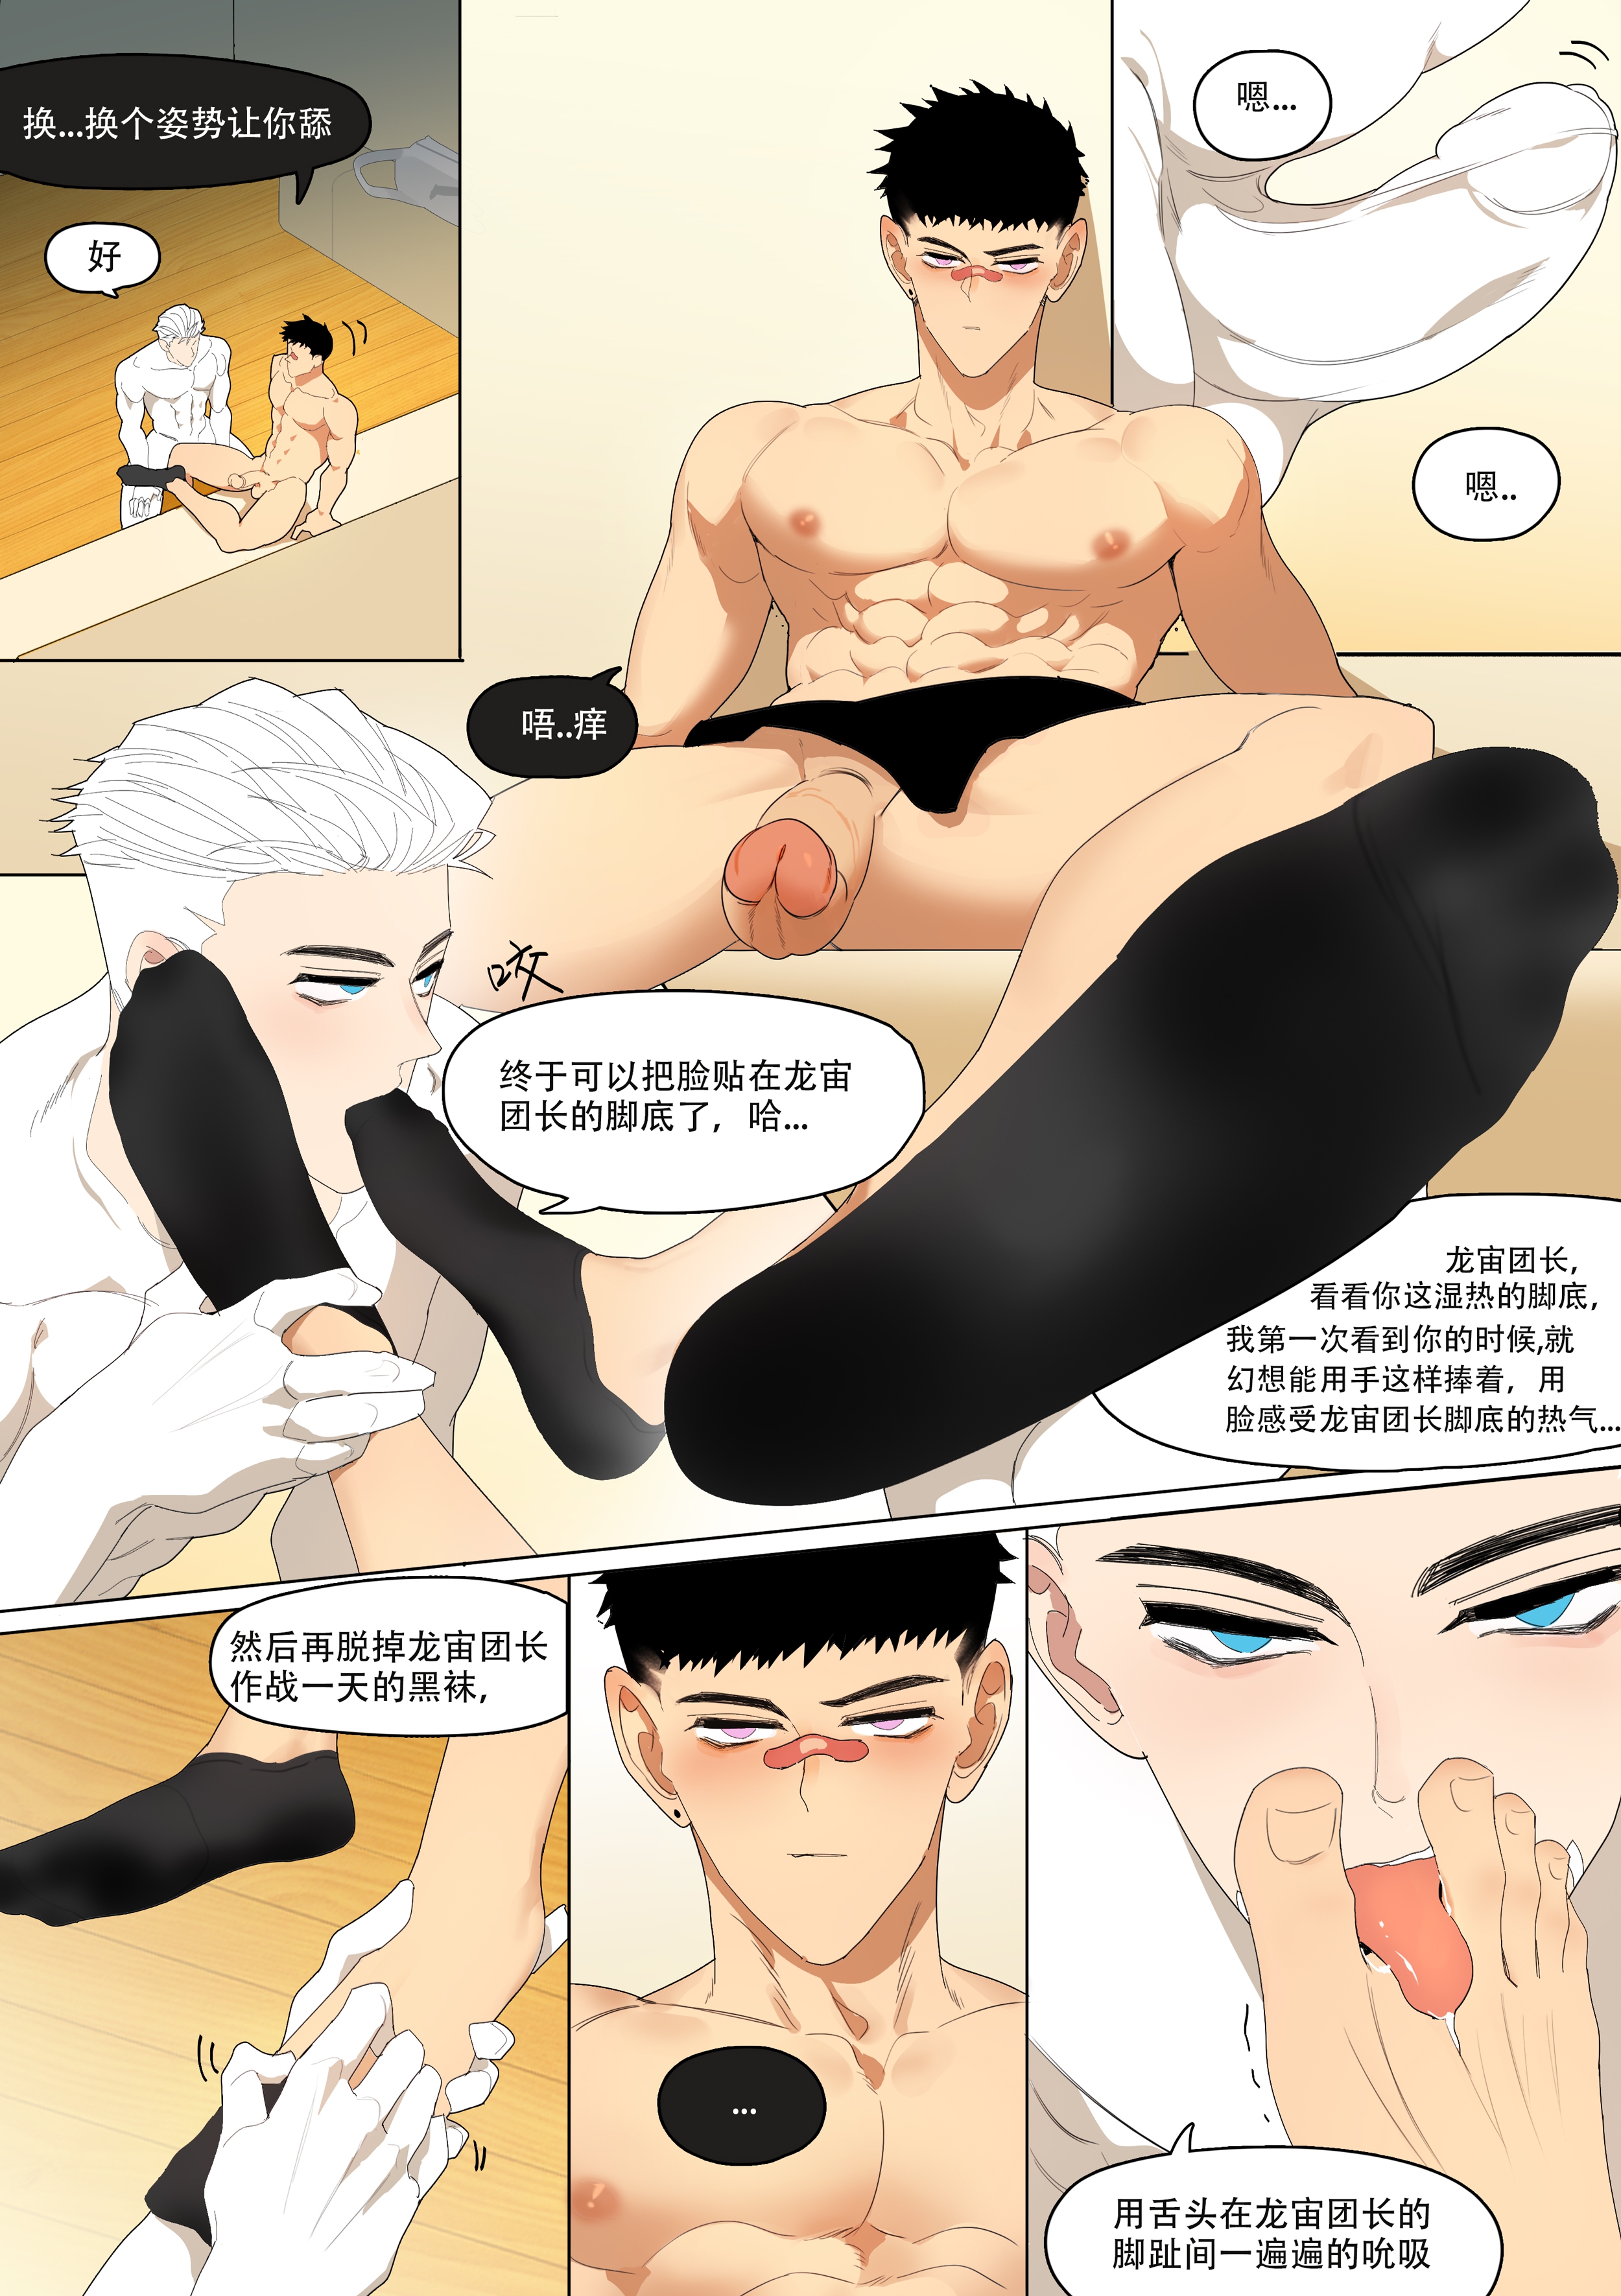 换...换个姿势让你舔
好
嗯...
嗯..
唔..痒
咬
终于可以把脸贴在龙宙
团长的脚底了，哈...
龙宙团长，
看看你这湿热的脚底，
我第一次看到你的时候,就
幻想能用手这样捧着，用
脸感受龙宙团长脚底的热气...
然后再脱掉龙宙团长
作战一天的黑袜，
...
用舌头在龙宙团长的
脚趾间一遍遍的吮吸